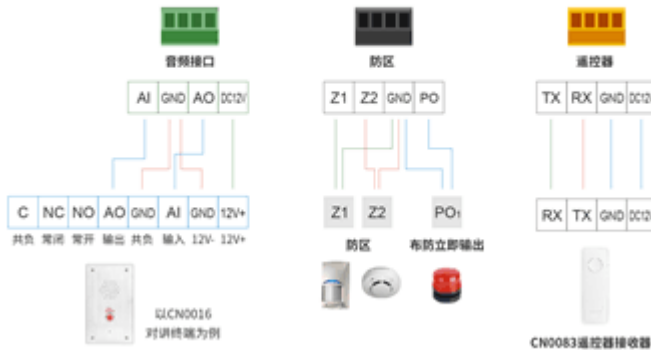 音频接口
防区
遥控器
AI GND AO DC12V
Z1 Z2 GND PO
TX RX GND DC12V
C NC NO AO GND AI GND 12V+
共负 常闭 常开 输出 共负 输入 12V- 12V+
Z1 Z2 PO1
RX TX GND DC12V
防区
布防立即输出
以CN0016
对讲终端为例
CN0083遥控器接收器